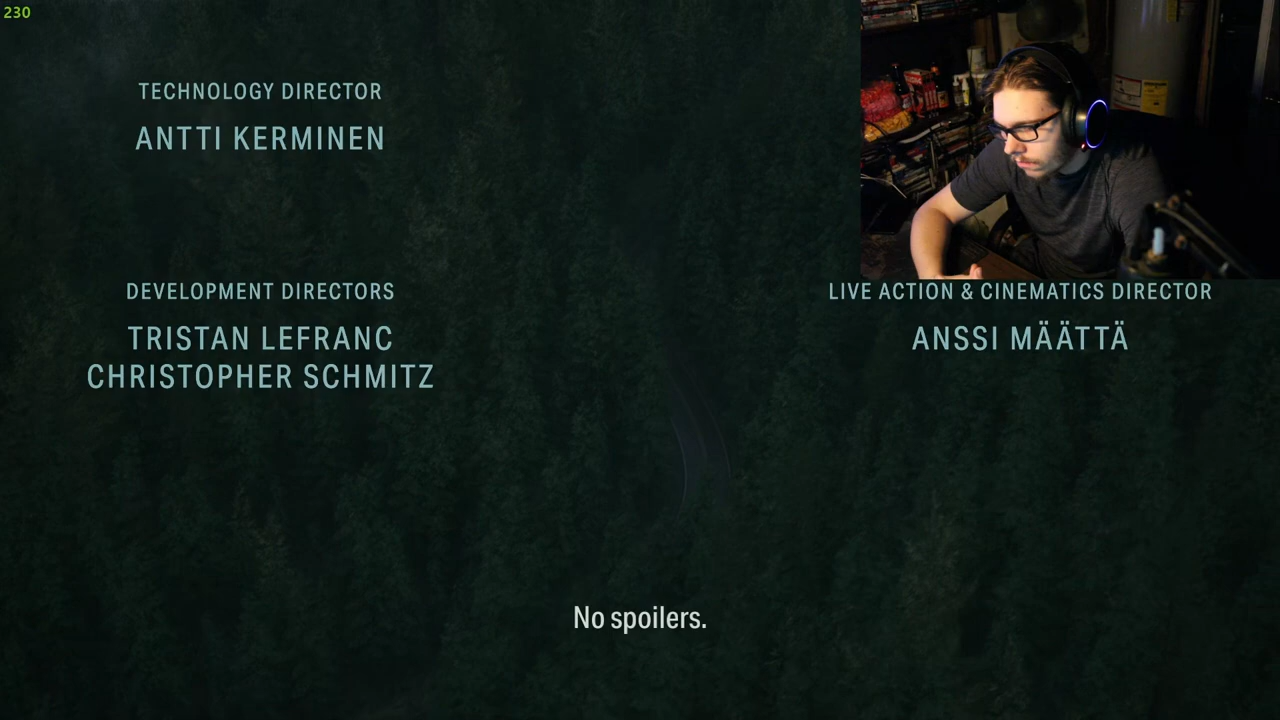 230
TECHNOLOGY DIRECTOR
ANTTI KERMINEN
DEVELOPMENT DIRECTORS
TRISTAN LEFRANC
CHRISTOPHER SCHMITZ
LIVE ACTION & CINEMATICS DIRECTOR
ANSSI MÄÄTTÄ
No spoilers.